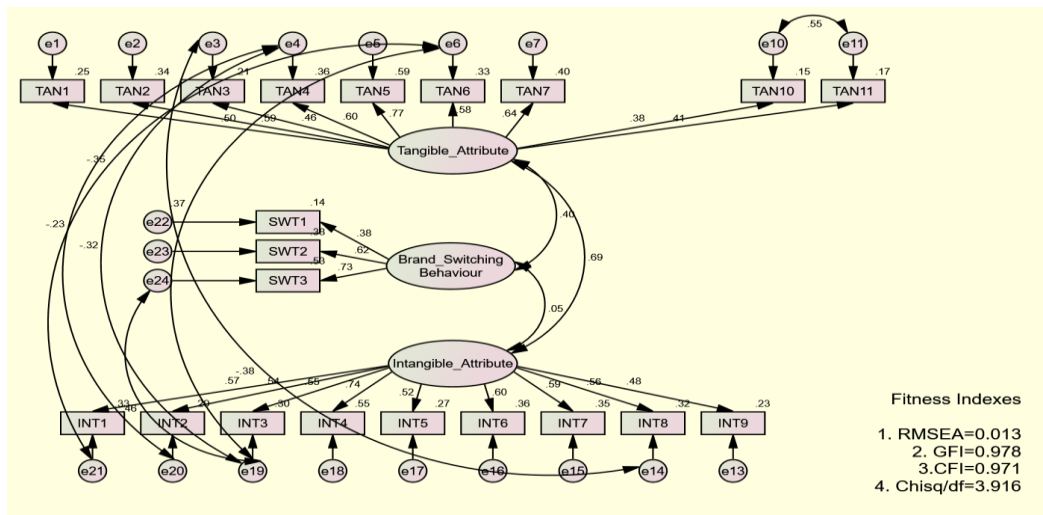 .55
e1 e2 e3 e4 e5 e6 e7 e10 e11
.25 .34 .21 .36 .59 .33 .40 .15 .17
TAN1 TAN2 TAN3 TAN4 TAN5 TAN6 TAN7 TAN10 TAN11
.50 .59 .46 .60 .77 .58 .64 .38 .41
Tangible_Attribute
-.35
.37
-.23
-.32
.40
.69
e22 SWT1 .14
.38
e23 SWT2 .38
.62
e24 SWT3 .53
.73
Brand_Switching
Behaviour
.05
Intangible_Attribute
-.38
.57 .54 .55 .74 .52 .60 .59 .56 .48
.33 .46 .30 .55 .27 .36 .35 .32 .23
INT1 INT2 INT3 INT4 INT5 INT6 INT7 INT8 INT9
e21 e20 e19 e18 e17 e16 e15 e14 e13
Fitness Indexes
1. RMSEA=0.013
2. GFI=0.978
3.CFI=0.971
4. Chisq/df=3.916